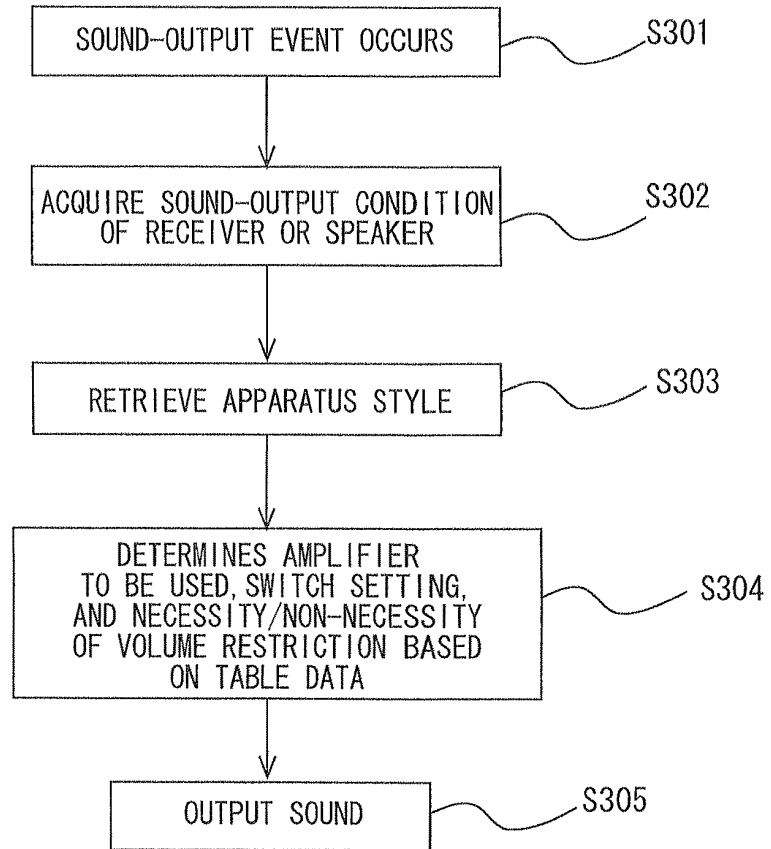 SOUND-OUTPUT EVENT OCCURS
S301
ACQUIRE SOUND-OUTPUT CONDITION
OF RECEIVER OR SPEAKER
S302
RETRIEVE APPARATUS STYLE
S303
DETERMINES AMPLIFIER
TO BE USED, SWITCH SETTING,
AND NECESSITY/NON-NECESSITY
OF VOLUME RESTRICTION BASED
ON TABLE DATA
S304
OUTPUT SOUND
S305